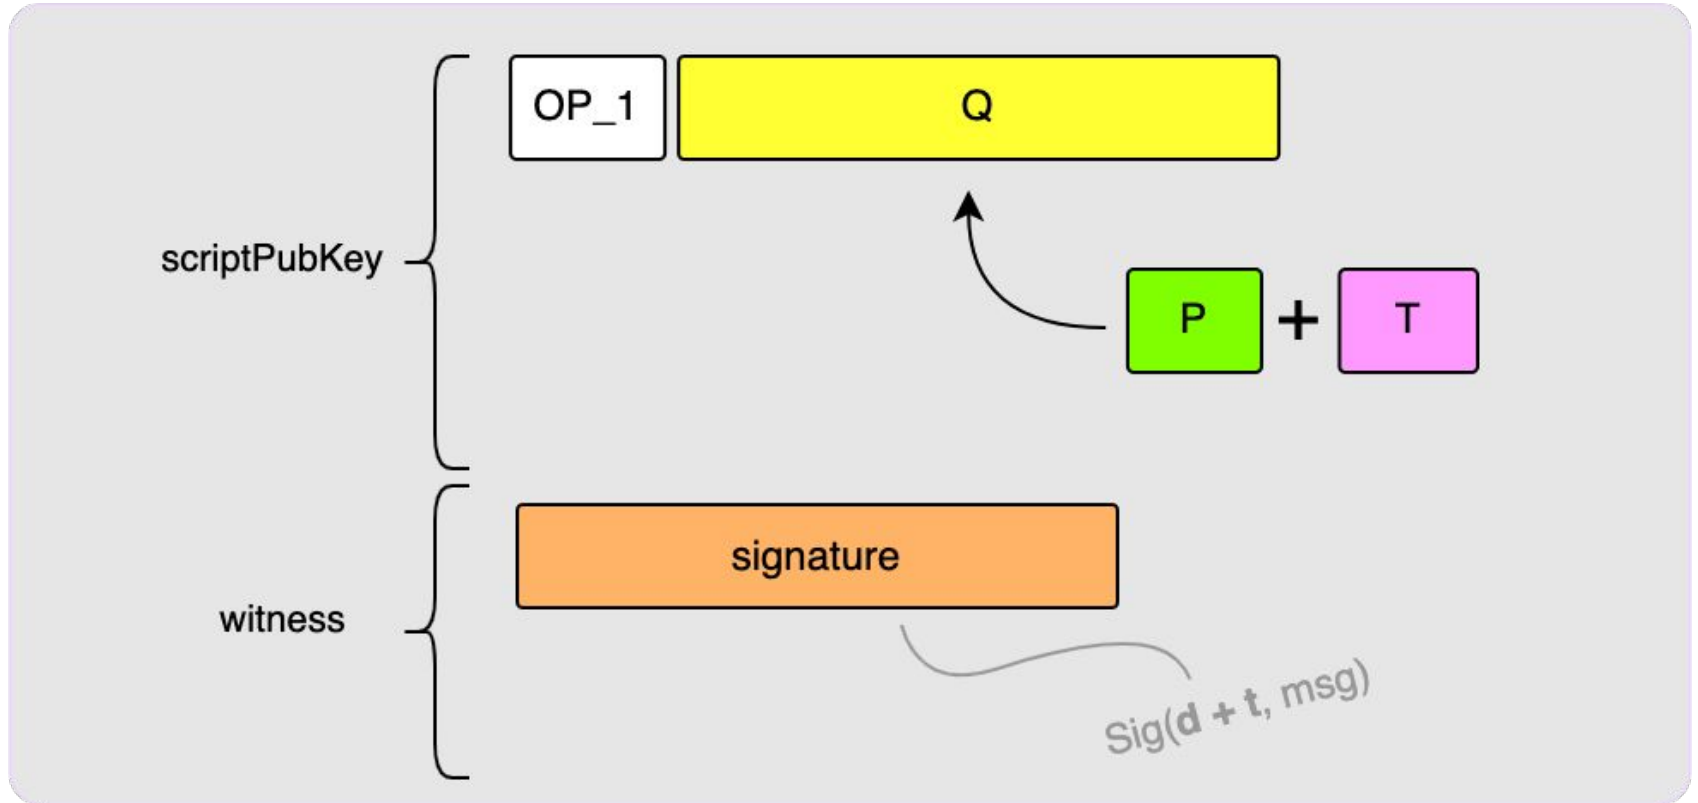 OP_1
Q
scriptPubKey
P + T
signature
witness
Sig(d + t, msg)